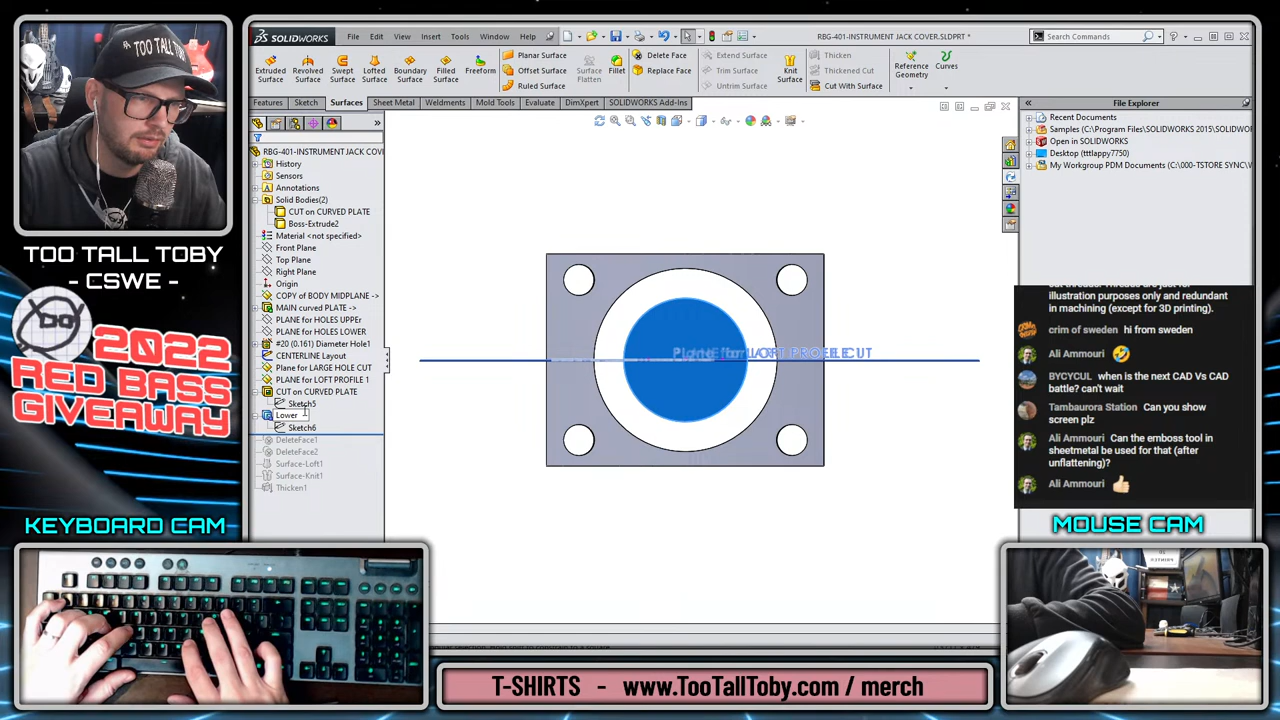 TOO TALL TOBY
SOLIDWORKS
File
Edit
View
Insert
Tools
Window
Help
RBG-401-INSTRUMENT JACK COVER.SLDPRT *
Search Commands
Extruded Surface
Revolved Surface
Swept Surface
Lofted Surface
Boundary Surface
Filled Surface
Freeform
Planar Surface
Offset Surface
Ruled Surface
Surface Flatten
Fillet
Delete Face
Replace Face
Extend Surface
Trim Surface
Untrim Surface
Knit Surface
Thicken
Thickened Cut
Cut With Surface
Reference Geometry
Curves
Features
Sketch
Surfaces
Sheet Metal
Weldments
Mold Tools
Evaluate
DimXpert
SOLIDWORKS Add-Ins
RBG-401-INSTRUMENT JACK COVI
History
Sensors
Annotations
Solid Bodies(2)
CUT on CURVED PLATE
Boss-Extrude2
Material <not specified>
Front Plane
Top Plane
Right Plane
Origin
COPY of BODY MIDPLANE ->
MAIN curved PLATE ->
PLANE for HOLES UPPEr
PLANE for HOLES LOWER
#20 (0.161) Diameter Hole1
CENTERLINE Layout
Plane for LARGE HOLE CUT
PLANE for LOFT PROFILE 1
CUT on CURVED PLATE
Sketch5
Lower
Sketch6
DeleteFace1
DeleteFace2
Surface-Loft1
Surface-Knit1
Thicken1
File Explorer
Recent Documents
Samples (C:\Program Files\SOLIDWORKS 2015\SOLIDWO
Open in SOLIDWORKS
Desktop (tttlappy7750)
My Workgroup PDM Documents (C:\000-TSTORE SYNC\W
TOO TALL TOBY
- CSWE -
2022
RED BASS
GIVEAWAY
illustration purposes only and redundant
in manufacturing (except for 3D printing).
crim of sweden hi from sweden
Ali Ammouri 🤣
BYCYCUL when is the next CAD Vs CAD
battle? can't wait
Tambaurora Station Can you show
screen plz
Ali Ammouri Can the emboss tool in
sheetmetal be used for that (after
unflattening)?
Ali Ammouri 👍🏻
KEYBOARD CAM
MOUSE CAM
T-SHIRTS - www.TooTallToby.com / merch